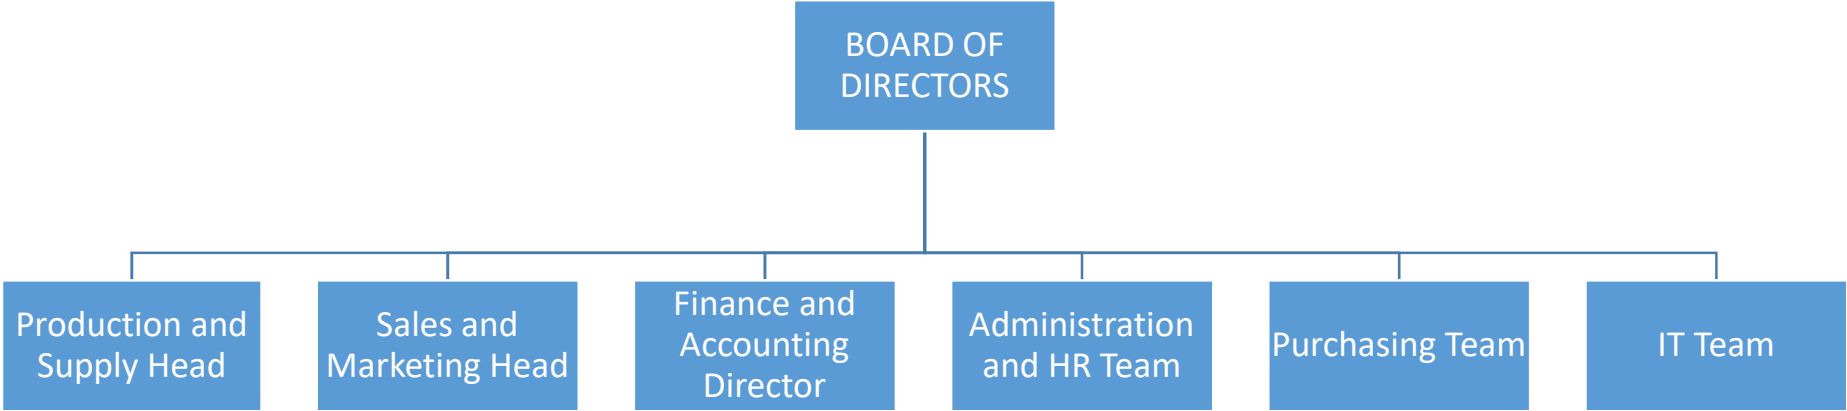 BOARD OF
DIRECTORS
Production and
Supply Head
Sales and
Marketing Head
Finance and
Accounting
Director
Administration
and HR Team
Purchasing Team
IT Team